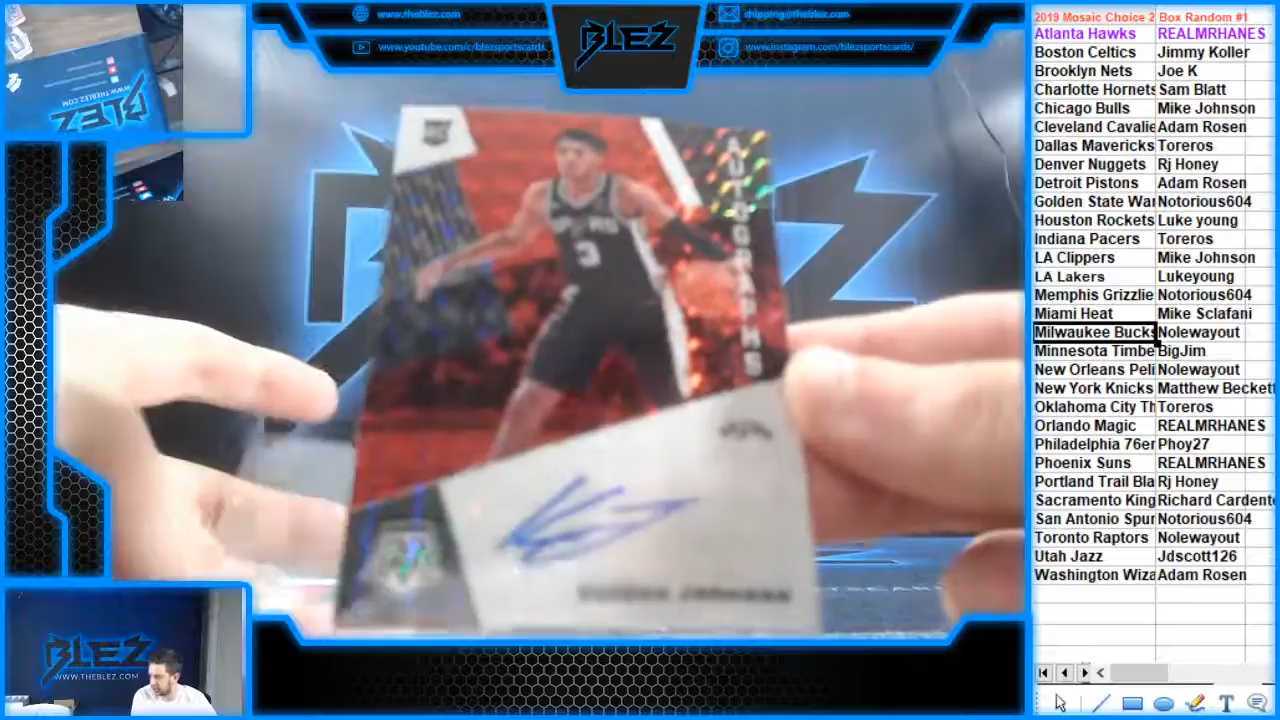 www.theblez.com
www.youtube.com/c/blezsportscards
BLEZ
shipping@theblez.com
www.instagram.com/blezsportscards/
WWW.THEBLEZ.COM
BLEZ
RC
AUTOGRAPHS
SPURS
3
BLEZ
WWW.THEBLEZ.COM
2019 Mosaic Choice 2 Box Random #1
Atlanta Hawks REALMRHANES
Boston Celtics Jimmy Koller
Brooklyn Nets Joe K
Charlotte Hornets Sam Blatt
Chicago Bulls Mike Johnson
Cleveland Cavalie Adam Rosen
Dallas Mavericks Toreros
Denver Nuggets Rj Honey
Detroit Pistons Adam Rosen
Golden State War Notorious604
Houston Rockets Luke young
Indiana Pacers Toreros
LA Clippers Mike Johnson
LA Lakers Lukeyoung
Memphis Grizzlie Notorious604
Miami Heat Mike Sclafani
Milwaukee Bucks Nolewayout
Minnesota Timbe BigJim
New Orleans Peli Nolewayout
New York Knicks Matthew Beckett
Oklahoma City Th Toreros
Orlando Magic REALMRHANES
Philadelphia 76er Phoy27
Phoenix Suns REALMRHANES
Portland Trail Bla Rj Honey
Sacramento King Richard Cardent
San Antonio Spur Notorious604
Toronto Raptors Nolewayout
Utah Jazz Jdscott126
Washington Wiza Adam Rosen